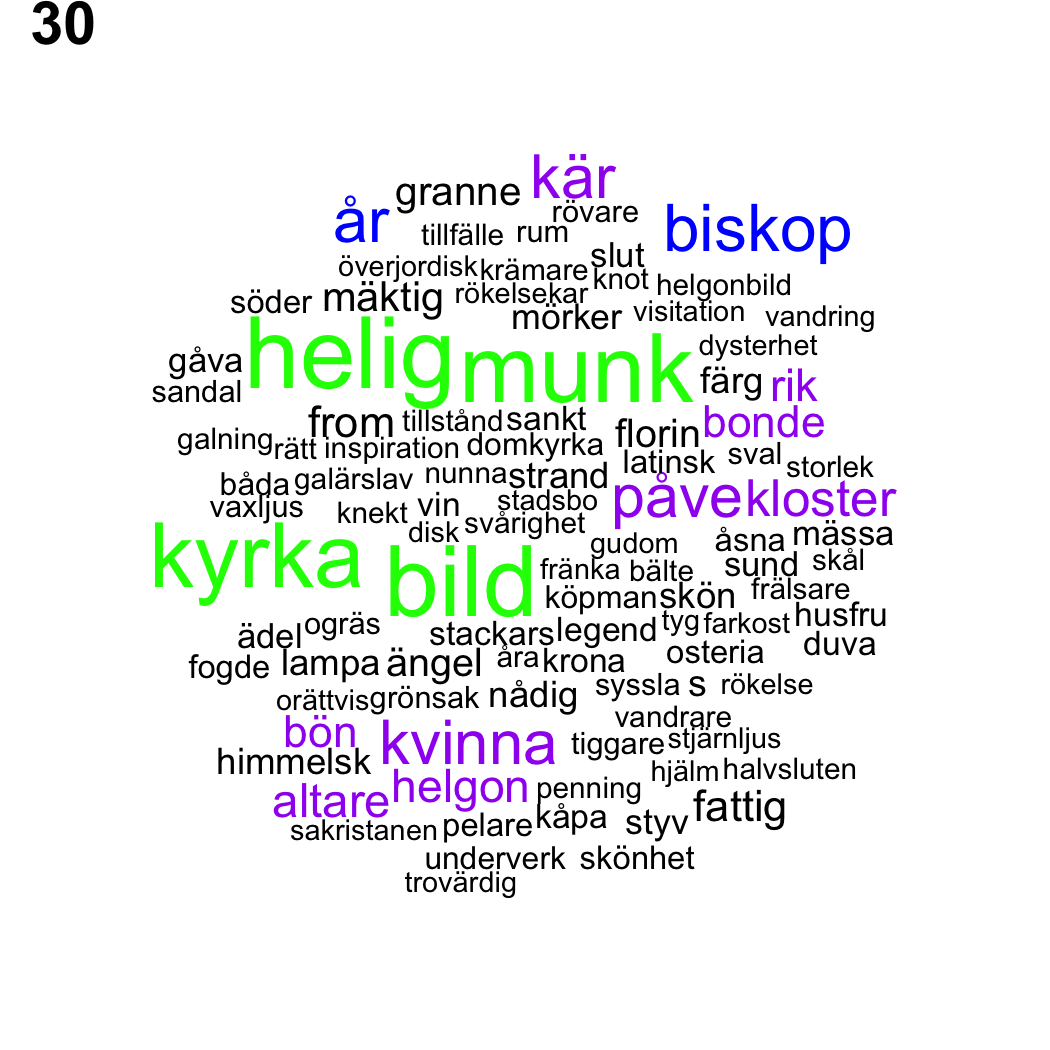 30
granne kär
år rövare biskop
tillfälle rum
överjordisk krämare slut
knot helgonbild
söder mäktig rökelsekar
mörker visitation vandring
gåva helig munk dysterhet
sandal färg rik
from tillstånd sankt florin bonde
galning rätt inspiration domkyrka
latinsk sval storlek
båda galärslav nunna strand
vaxljus knekt vin stadsbo påve kloster
disk svårighet
kyrka bild gudom åsna mässa
fränka bälte sund skål
köpman skön frälsare
ädel ogräs stackars legend tyg farkost husfru
fogde lampa ängel åra krona osteria duva
orättvis grönsak nådig syssla s rökelse
bön kvinna vandrare
tiggare stjärnljus
himmelsk hjälm halvsluten
altare helgon penning
sakristanen pelare kåpa styv fattig
underverk skönhet
trovärdig